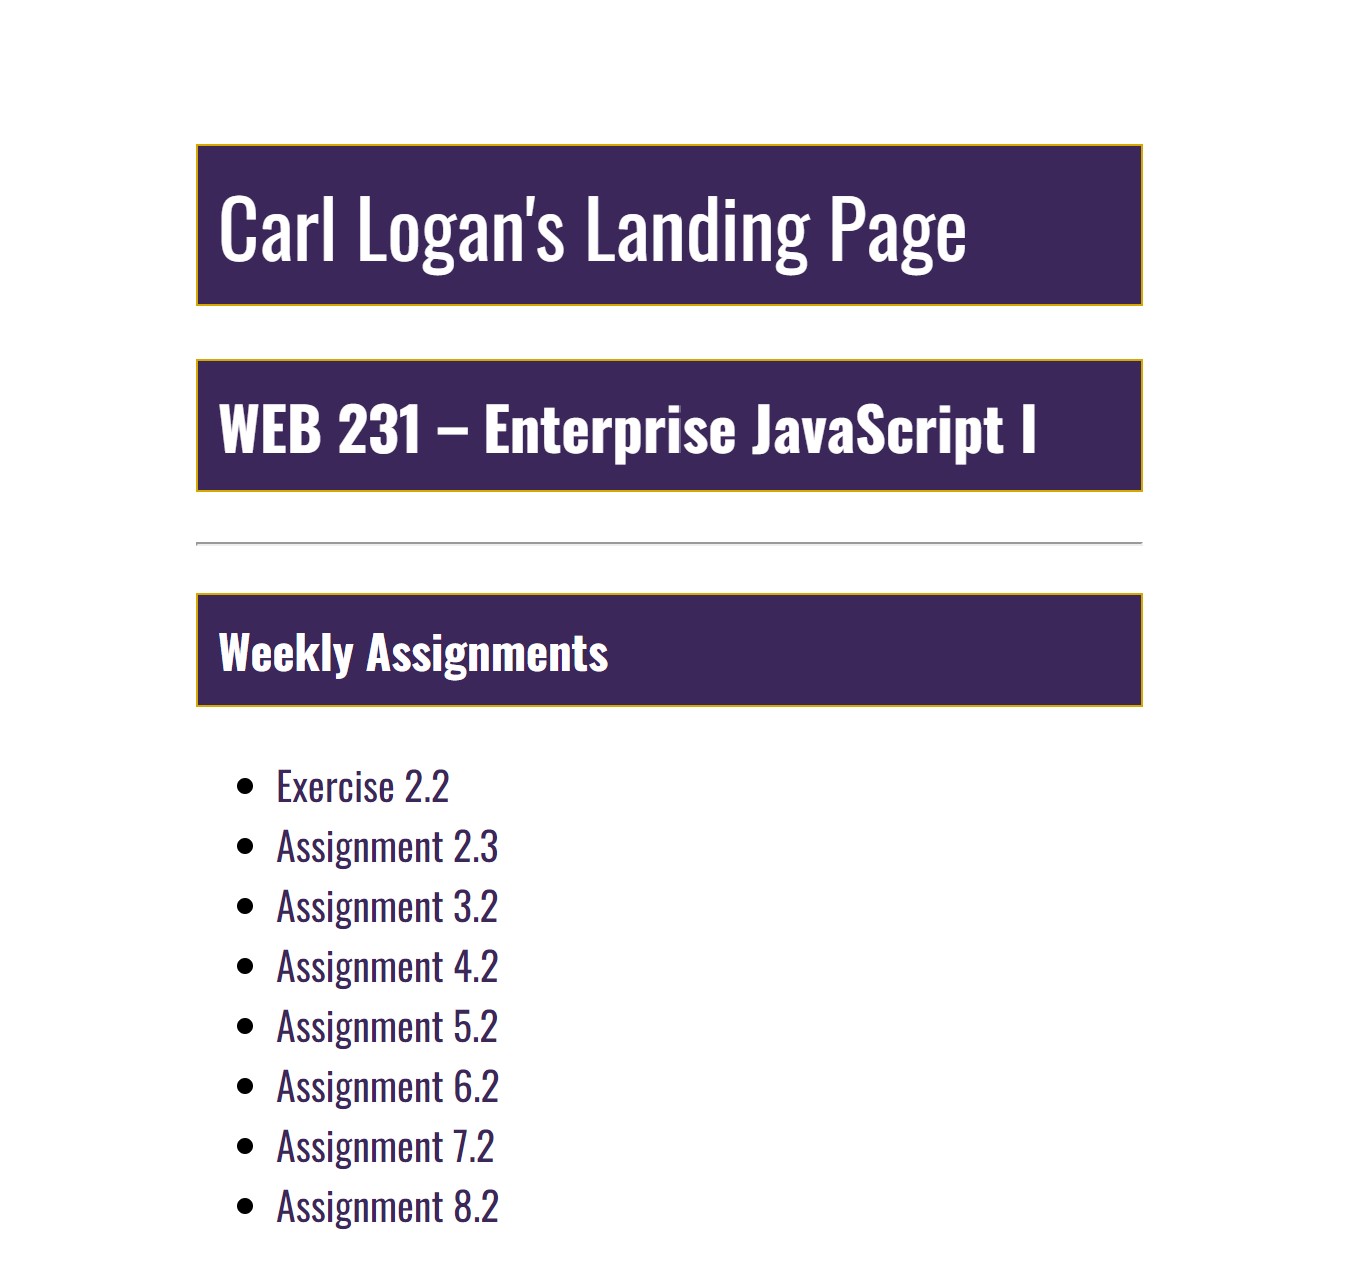 Carl Logan's Landing Page
WEB 231 – Enterprise JavaScript I
Weekly Assignments
Exercise 2.2
Assignment 2.3
Assignment 3.2
Assignment 4.2
Assignment 5.2
Assignment 6.2
Assignment 7.2
Assignment 8.2